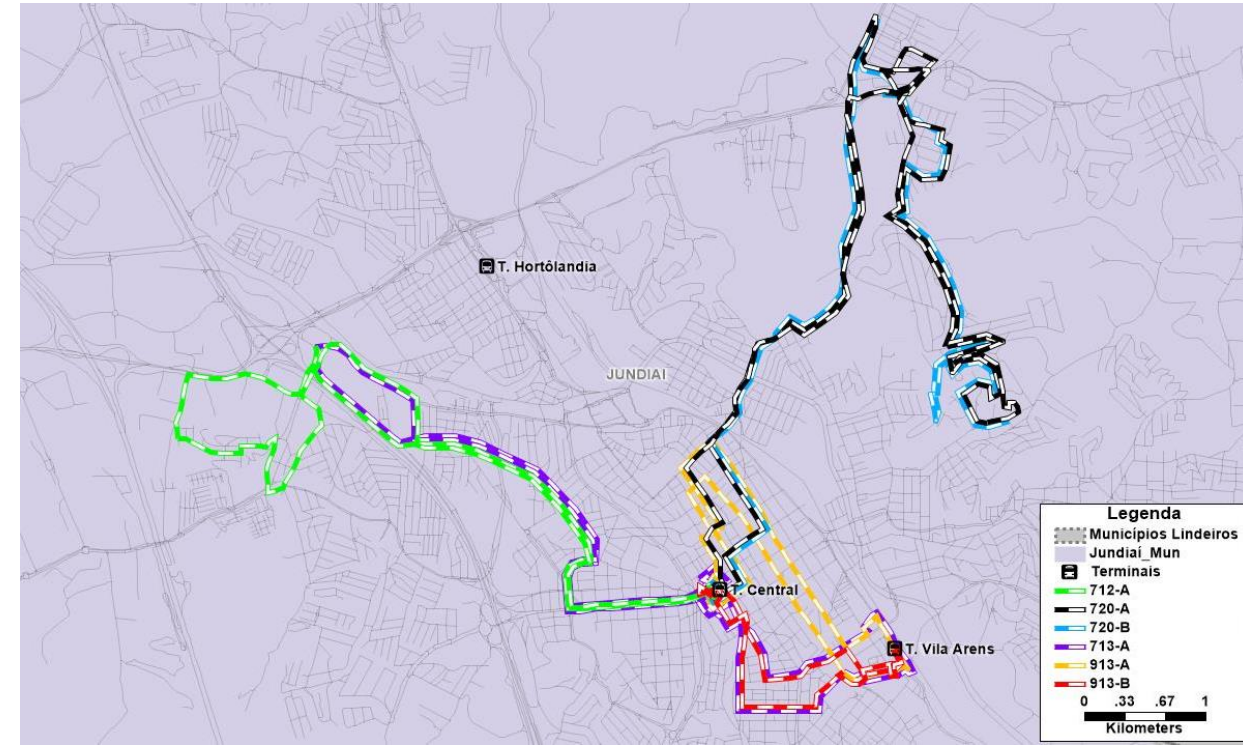 T. Hortôlandia
JUNDIAI
T. Central
T. Vila Arens
Legenda
Municípios Lindeiros
Jundiaí_Mun
Terminais
712-A
720-A
720-B
713-A
913-A
913-B
0 .33 .67 1
Kilometers